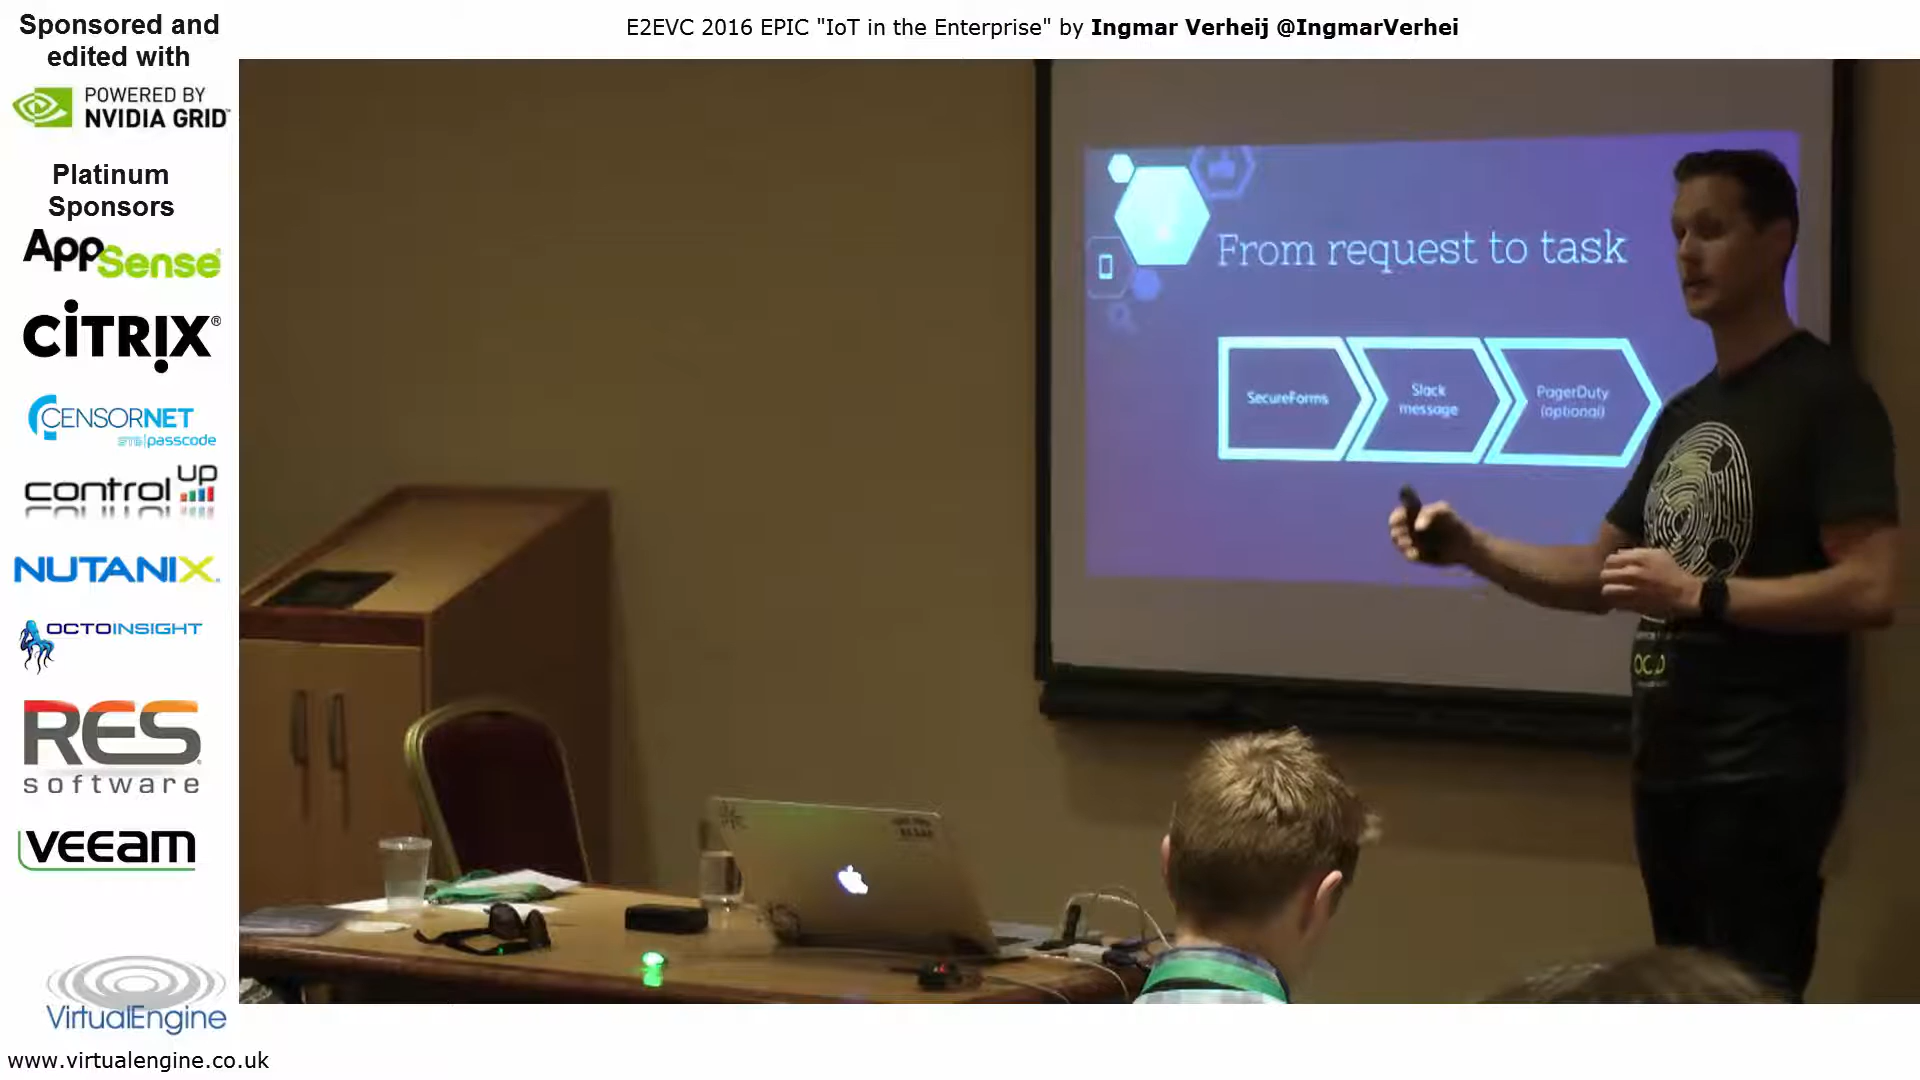 Sponsored and
edited with
E2EVC 2016 EPIC "IoT in the Enterprise" by Ingmar Verheij @IngmarVerhei
POWERED BY
NVIDIA GRID™
Platinum
Sponsors
AppSense®
CITRIX®
CENSORNET
SMS|passcode
control UP
NUTANIX
OCTOINSIGHT
RES
software
veeam
VirtualEngine
www.virtualengine.co.uk
From request to task
SecureForms
Slack
message
PagerDuty
(optional)